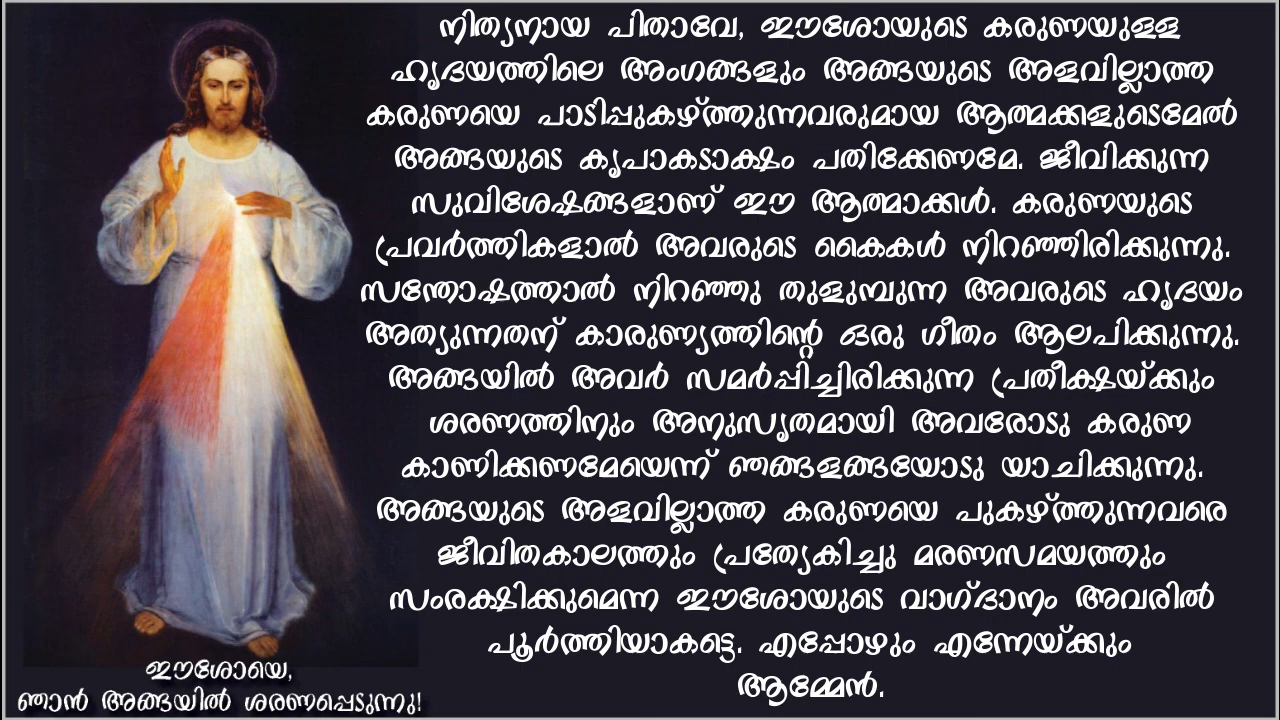 നിത്യനായ പിതാവേ, ഈശോയുടെ കരുണയുള്ള
ഹൃദയത്തിലെ അംഗങ്ങളും അങ്ങയുടെ അളവില്ലാത്ത
കരുണയെ പാടിപ്പുകഴ്ത്തുന്നവരുമായ ആത്മക്കളുടെമേൽ
അങ്ങയുടെ കൃപാകടാക്ഷം പതിക്കേണമേ. ജീവിക്കുന്ന
സുവിശേഷങ്ങളാണ് ഈ ആത്മാക്കൾ. കരുണയുടെ
പ്രവർത്തികളാൽ അവരുടെ കൈകൾ നിറഞ്ഞിരിക്കുന്നു.
സന്തോഷത്താൽ നിറഞ്ഞു തുളുമ്പുന്ന അവരുടെ ഹൃദയം
അത്യുന്നതന് കാരുണ്യത്തിന്റെ ഒരു ഗീതം ആലപിക്കുന്നു.
അങ്ങയിൽ അവർ സമർപ്പിച്ചിരിക്കുന്ന പ്രതീക്ഷയ്ക്കും
ശരണത്തിനും അനുസൃതമായി അവരോടു കരുണ
കാണിക്കണമേയെന്ന് ഞങ്ങളങ്ങയോടു യാചിക്കുന്നു.
അങ്ങയുടെ അളവില്ലാത്ത കരുണയെ പുകഴ്ത്തുന്നവരെ
ജീവിതകാലത്തും പ്രത്യേകിച്ചു മരണസമയത്തും
സംരക്ഷിക്കുമെന്ന ഈശോയുടെ വാഗ്ദാനം അവരിൽ
പൂർത്തിയാകട്ടെ. എപ്പോഴും എന്നേയ്ക്കും
ആമ്മേൻ.
ഈശോയെ,
ഞാൻ അങ്ങയിൽ ശരണപ്പെടുന്നു!